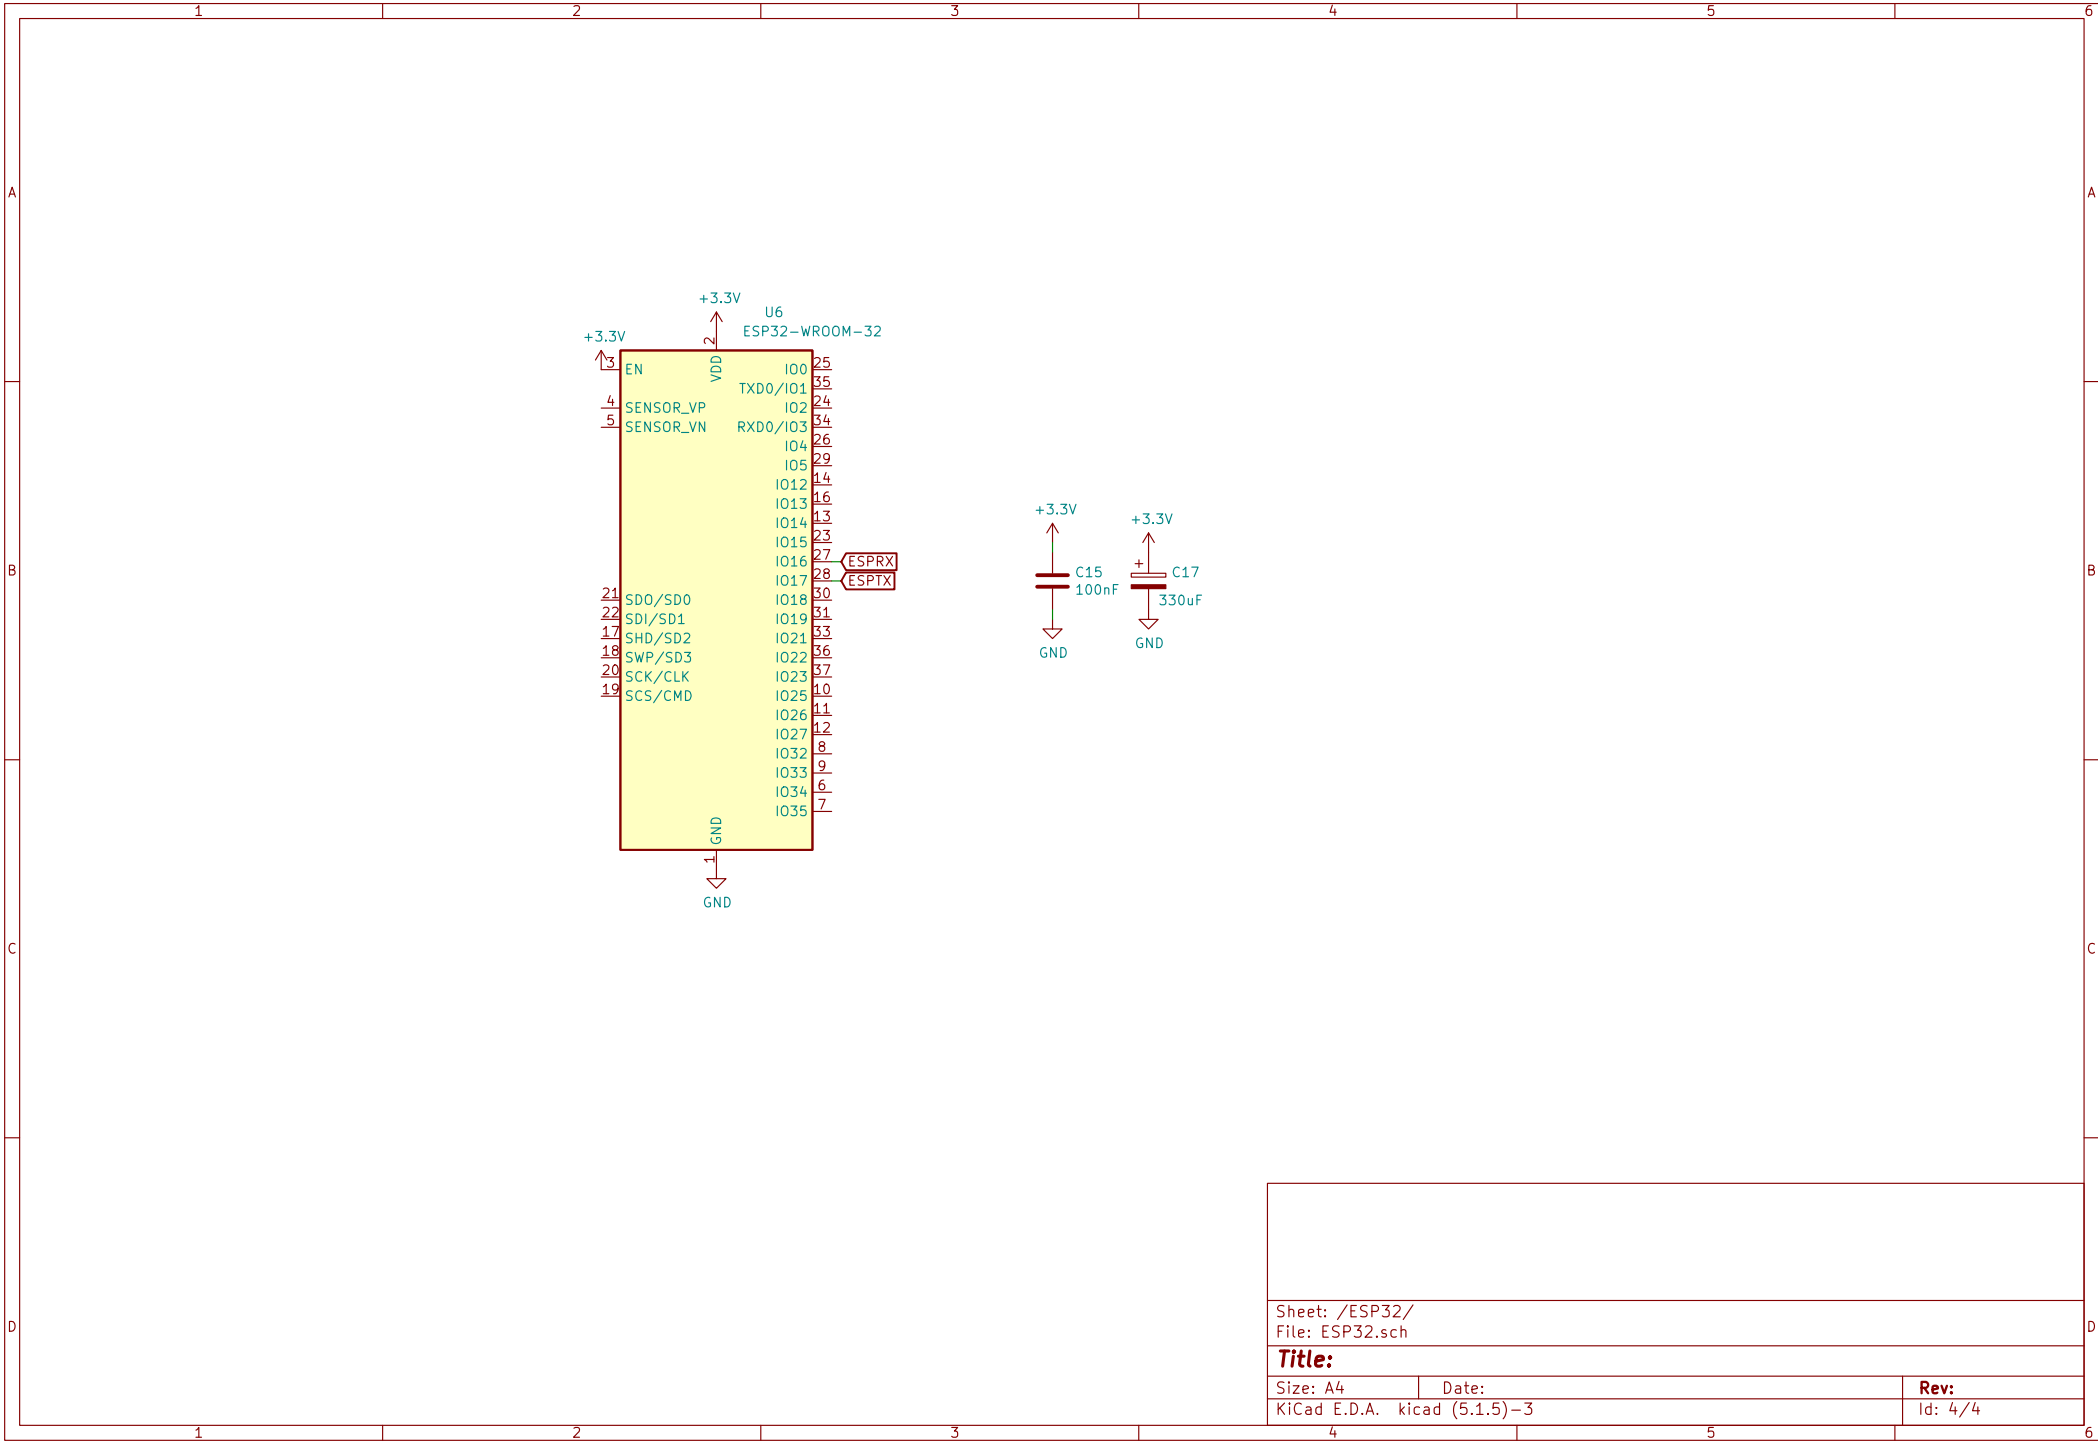 1 2 3 4 5 6
A A
+3.3V
U6
ESP32-WROOM-32
+3.3V
2
VDD
3 EN IO0 25
TXD0/IO1 35
4 SENSOR_VP IO2 24
5 SENSOR_VN RXD0/IO3 34
IO4 26
IO5 29
IO12 14
IO13 16
IO14 13
IO15 23
IO16 27 ESPRX
IO17 28 ESPTX
21 SDO/SD0 IO18 30
22 SDI/SD1 IO19 31
17 SHD/SD2 IO21 33
18 SWP/SD3 IO22 36
20 SCK/CLK IO23 37
19 SCS/CMD IO25 10
IO26 11
IO27 12
IO32 8
IO33 9
IO34 6
IO35 7
GND
1
GND
+3.3V
+
C15
100nF
GND
+3.3V
C17
330uF
GND
B B
C C
D D
Sheet: /ESP32/
File: ESP32.sch
Title:
Size: A4 Date: Rev:
KiCad E.D.A. kicad (5.1.5)-3 Id: 4/4
1 2 3 4 5 6